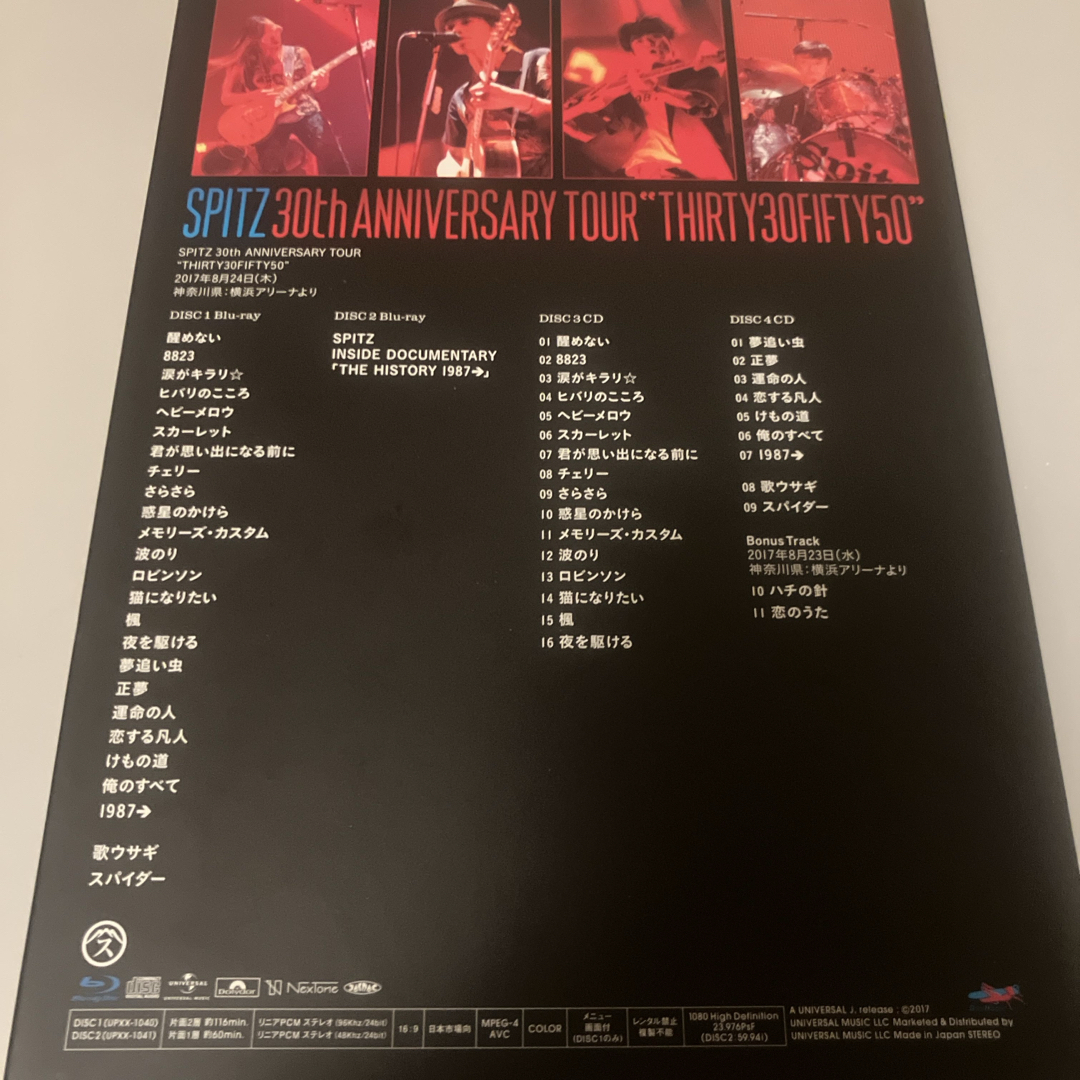 Spit
SPITZ 30th ANNIVERSARY TOUR “THIRTY30FIFTY50”
SPITZ 30th ANNIVERSARY TOUR
“THIRTY30FIFTY50”
2017年8月24日(木)
神奈川県:横浜アリーナより
DISC 1 Blu-ray
醒めない
8823
涙がキラリ☆
ヒバリのこころ
ヘビーメロウ
スカーレット
君が思い出になる前に
チェリー
さらさら
惑星のかけら
メモリーズ・カスタム
波のり
ロビンソン
猫になりたい
楓
夜を駆ける
夢追い虫
正夢
運命の人
恋する凡人
けもの道
俺のすべて
1987→
歌ウサギ
スパイダー
DISC 2 Blu-ray
SPITZ
INSIDE DOCUMENTARY
「THE HISTORY 1987→」
DISC 3 CD
01 醒めない
02 8823
03 涙がキラリ☆
04 ヒバリのこころ
05 ヘビーメロウ
06 スカーレット
07 君が思い出になる前に
08 チェリー
09 さらさら
10 惑星のかけら
11 メモリーズ・カスタム
12 波のり
13 ロビンソン
14 猫になりたい
15 楓
16 夜を駆ける
DISC 4 CD
01 夢追い虫
02 正夢
03 運命の人
04 恋する凡人
05 けもの道
06 俺のすべて
07 1987→
08 歌ウサギ
09 スパイダー
Bonus Track
2017年8月23日(水)
神奈川県:横浜アリーナより
10 ハチの針
11 恋のうた
ス
Blu-ray Disc
disc
DIGITAL AUDIO
UNIVERSAL
UNIVERSAL MUSIC
Polydor
NexTone
DISC1(UPXX-1040)
DISC2(UPXX-1041)
片面2層 約116min.
片面1層 約60min.
リニアPCM ステレオ(96Khz/24bit)
リニアPCM ステレオ(48Khz/24bit)
16:9
日本市場向
MPEG-4
AVC
COLOR
メニュー
画面付
(DISC1のみ)
レンタル禁止
複製不能
1080 High Definition
23.976PsF
(DISC2 59.94i)
A UNIVERSAL J. release ; ©2017
UNIVERSAL MUSIC LLC Marketed & Distributed by
UNIVERSAL MUSIC LLC Made in Japan STEREO